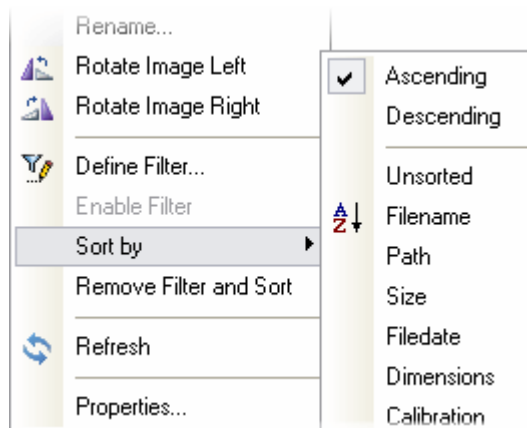 Rename...
Rotate Image Left
Rotate Image Right
Define Filter...
Enable Filter
Sort by
Remove Filter and Sort
Refresh
Properties...
Ascending
Descending
Unsorted
Filename
Path
Size
Filedate
Dimensions
Calibration